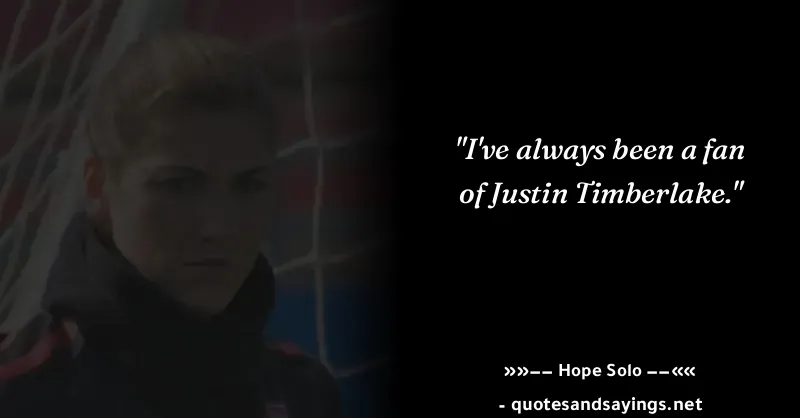 "I've always been a fan
of Justin Timberlake."
»»–– Hope Solo ––««
- quotesandsayings.net